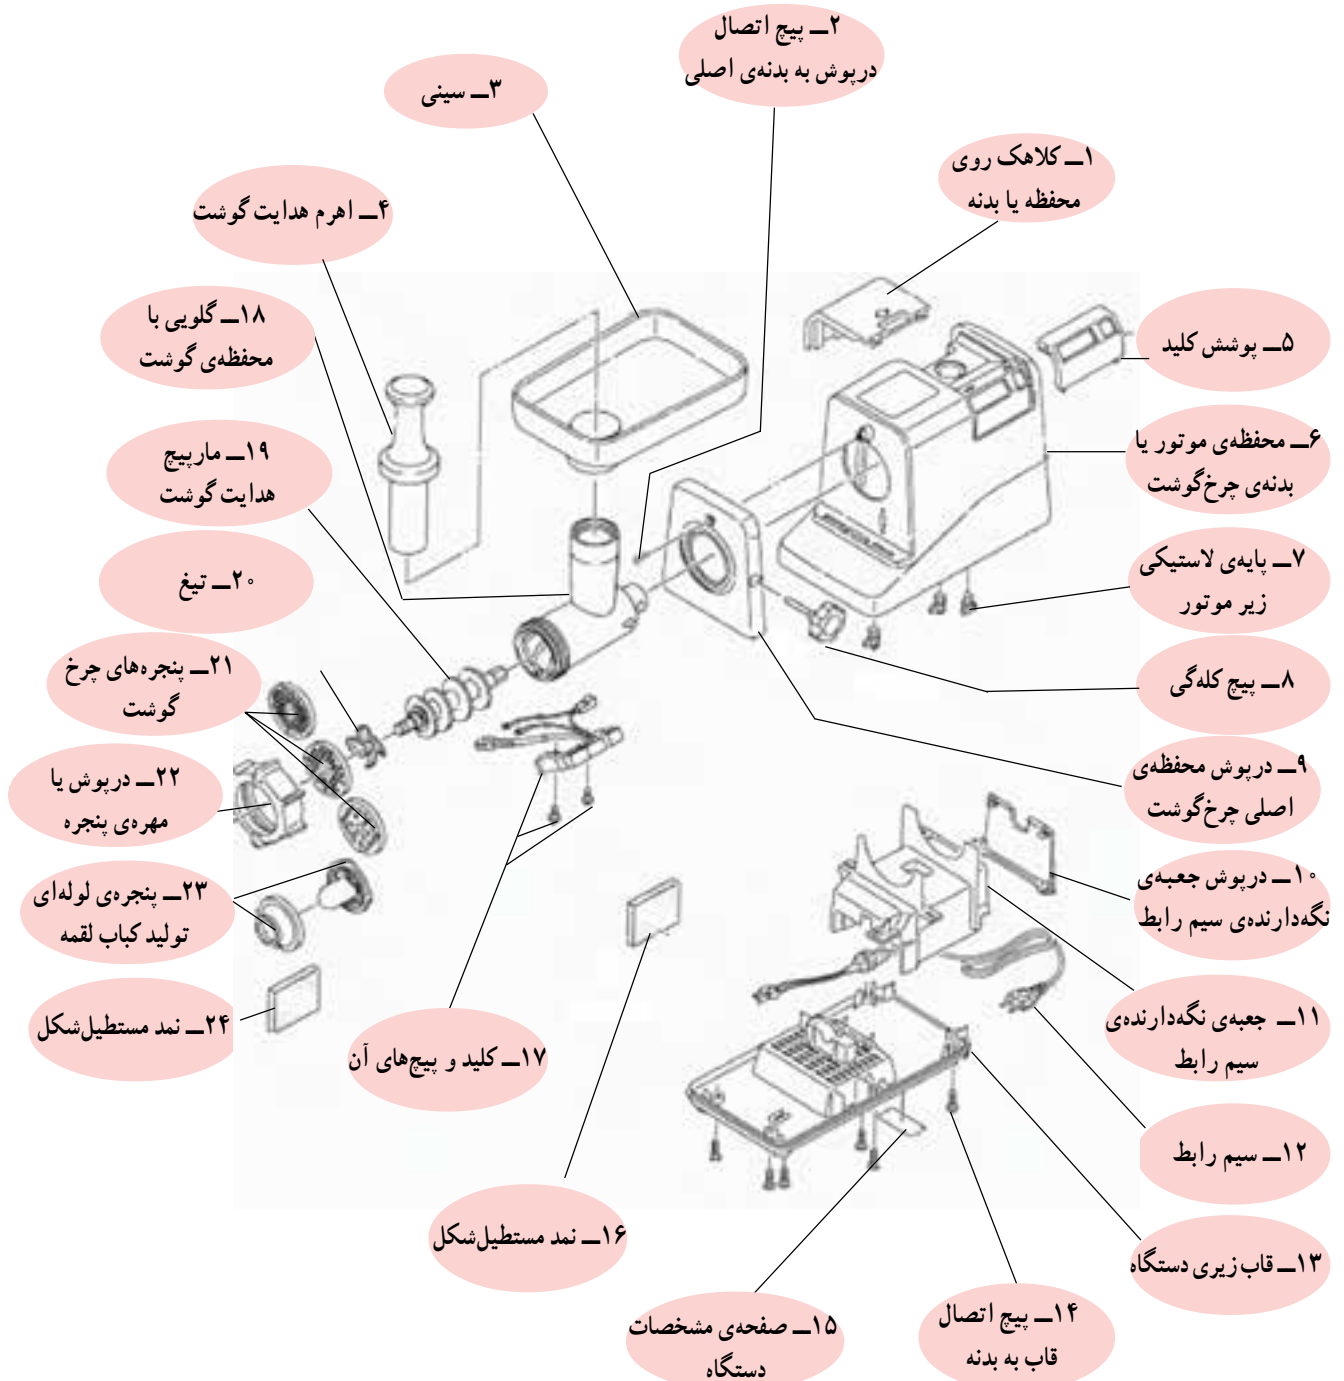 ۱ــ کلاهک روی
محفظه یا بدنه
۲ــ پیچ اتصال
درپوش به بدنه‌ی اصلی
۳ــ سینی
۴ــ اهرم هدایت گوشت
۵ــ پوشش کلید
۶ــ محفظه‌ی موتور یا
بدنه‌ی چرخ‌گوشت
۷ــ پایه‌ی لاستیکی
زیر موتور
۸ــ پیچ کله‌گی
۹ــ درپوش محفظه‌ی
اصلی چرخ‌گوشت
۱۰ــ درپوش جعبه‌ی
نگه‌دارنده‌ی سیم رابط
۱۱ــ جعبه‌ی نگه‌دارنده‌ی
سیم رابط
۱۲ــ سیم رابط
۱۳ــ قاب زیری دستگاه
۱۴ــ پیچ اتصال
قاب به بدنه
۱۵ــ صفحه‌ی مشخصات
دستگاه
۱۶ــ نمد مستطیل‌شکل
۱۷ــ کلید و پیچ‌های آن
۱۸ــ گلویی با
محفظه‌ی گوشت
۱۹ــ مارپیچ
هدایت گوشت
۲۰ــ تیغ
۲۱ــ پنجره‌های چرخ
گوشت
۲۲ــ درپوش یا
مهره‌ی پنجره
۲۳ــ پنجره‌ی لوله‌ای
تولید کباب لقمه
۲۴ــ نمد مستطیل‌شکل